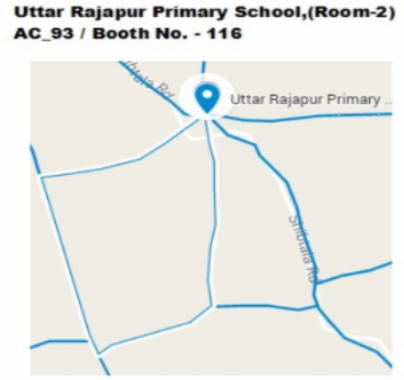 Uttar Rajapur Primary School,(Room-2)
AC_93 / Booth No. - 116
Uttar Rajapur Primary ..
Shibtala Rd